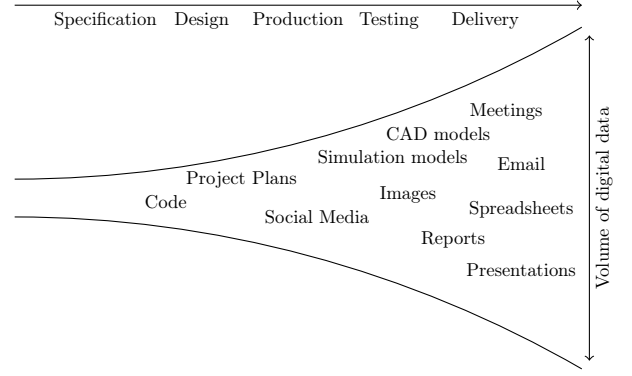 Specification Design Production Testing Delivery
Meetings
CAD models
Simulation models
Email
Project Plans
Images
Code
Spreadsheets
Social Media
Reports
Presentations
Volume of digital data